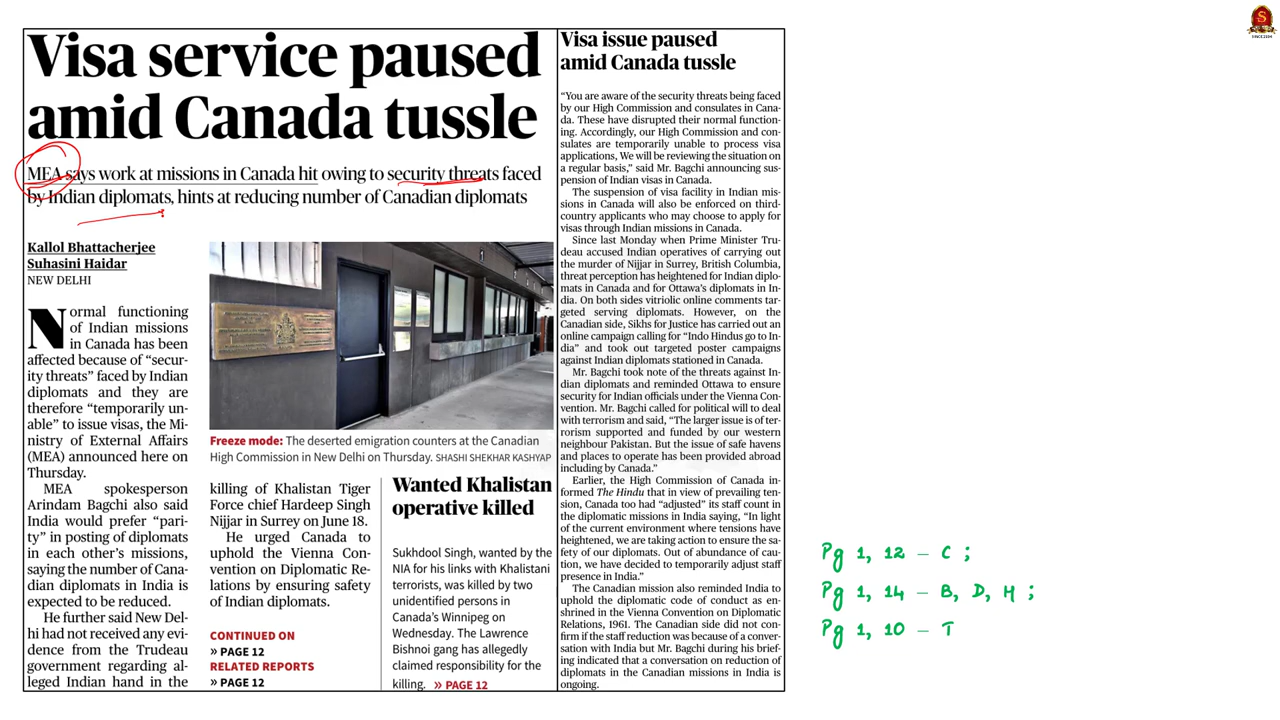 Visa service paused
amid Canada tussle
MEA says work at missions in Canada hit owing to security threats faced
by Indian diplomats, hints at reducing number of Canadian diplomats
Kallol Bhattacherjee
Suhasini Haidar
NEW DELHI
Normal functioning
of Indian missions
in Canada has been
affected because of “secur-
ity threats” faced by Indian
diplomats and they are
therefore “temporarily un-
able” to issue visas, the Mi-
nistry of External Affairs
(MEA) announced here on
Thursday.
MEA spokesperson
Arindam Bagchi also said
India would prefer “pari-
ty” in posting of diplomats
in each other’s missions,
saying the number of Cana-
dian diplomats in India is
expected to be reduced.
He further said New Del-
hi had not received any evi-
dence from the Trudeau
government regarding al-
leged Indian hand in the
Freeze mode: The deserted emigration counters at the Canadian
High Commission in New Delhi on Thursday. SHASHI SHEKHAR KASHYAP
killing of Khalistan Tiger
Force chief Hardeep Singh
Nijjar in Surrey on June 18.
He urged Canada to
uphold the Vienna Con-
vention on Diplomatic Re-
lations by ensuring safety
of Indian diplomats.
CONTINUED ON
» PAGE 12
RELATED REPORTS
» PAGE 12
Wanted Khalistan
operative killed
Sukhdool Singh, wanted by the
NIA for his links with Khalistani
terrorists, was killed by two
unidentified persons in
Canada’s Winnipeg on
Wednesday. The Lawrence
Bishnoi gang has allegedly
claimed responsibility for the
killing. » PAGE 12
Visa issue paused
amid Canada tussle
“You are aware of the security threats being faced
by our High Commission and consulates in Cana-
da. These have disrupted their normal function-
ing. Accordingly, our High Commission and con-
sulates are temporarily unable to process visa
applications, We will be reviewing the situation on
a regular basis,” said Mr. Bagchi announcing sus-
pension of Indian visas in Canada.
The suspension of visa facility in Indian mis-
sions in Canada will also be enforced on third-
country applicants who may choose to apply for
visas through Indian missions in Canada.
Since last Monday when Prime Minister Tru-
deau accused Indian operatives of carrying out
the murder of Nijjar in Surrey, British Columbia,
threat perception has heightened for Indian diplo-
mats in Canada and for Ottawa’s diplomats in In-
dia. On both sides vitriolic online comments tar-
geted serving diplomats. However, on the
Canadian side, Sikhs for Justice has carried out an
online campaign calling for “Indo Hindus go to In-
dia” and took out targeted poster campaigns
against Indian diplomats stationed in Canada.
Mr. Bagchi took note of the threats against In-
dian diplomats and reminded Ottawa to ensure
security for Indian officials under the Vienna Con-
vention. Mr. Bagchi called for political will to deal
with terrorism and said, “The larger issue is of ter-
rorism supported and funded by our western
neighbour Pakistan. But the issue of safe havens
and places to operate has been provided abroad
including by Canada.”
Earlier, the High Commission of Canada in-
formed The Hindu that in view of prevailing ten-
sion, Canada too had “adjusted” its staff count in
the diplomatic missions in India saying, “In light
of the current environment where tensions have
heightened, we are taking action to ensure the sa-
fety of our diplomats. Out of abundance of cau-
tion, we have decided to temporarily adjust staff
presence in India.”
The Canadian mission also reminded India to
uphold the diplomatic code of conduct as en-
shrined in the Vienna Convention on Diplomatic
Relations, 1961. The Canadian side did not con-
firm if the staff reduction was because of a conver-
sation with India but Mr. Bagchi during his brief-
ing indicated that a conversation on reduction of
diplomats in the Canadian missions in India is
ongoing.
Pg 1, 12 – C ;
Pg 1, 14 – B, D, H ;
Pg 1, 10 – T